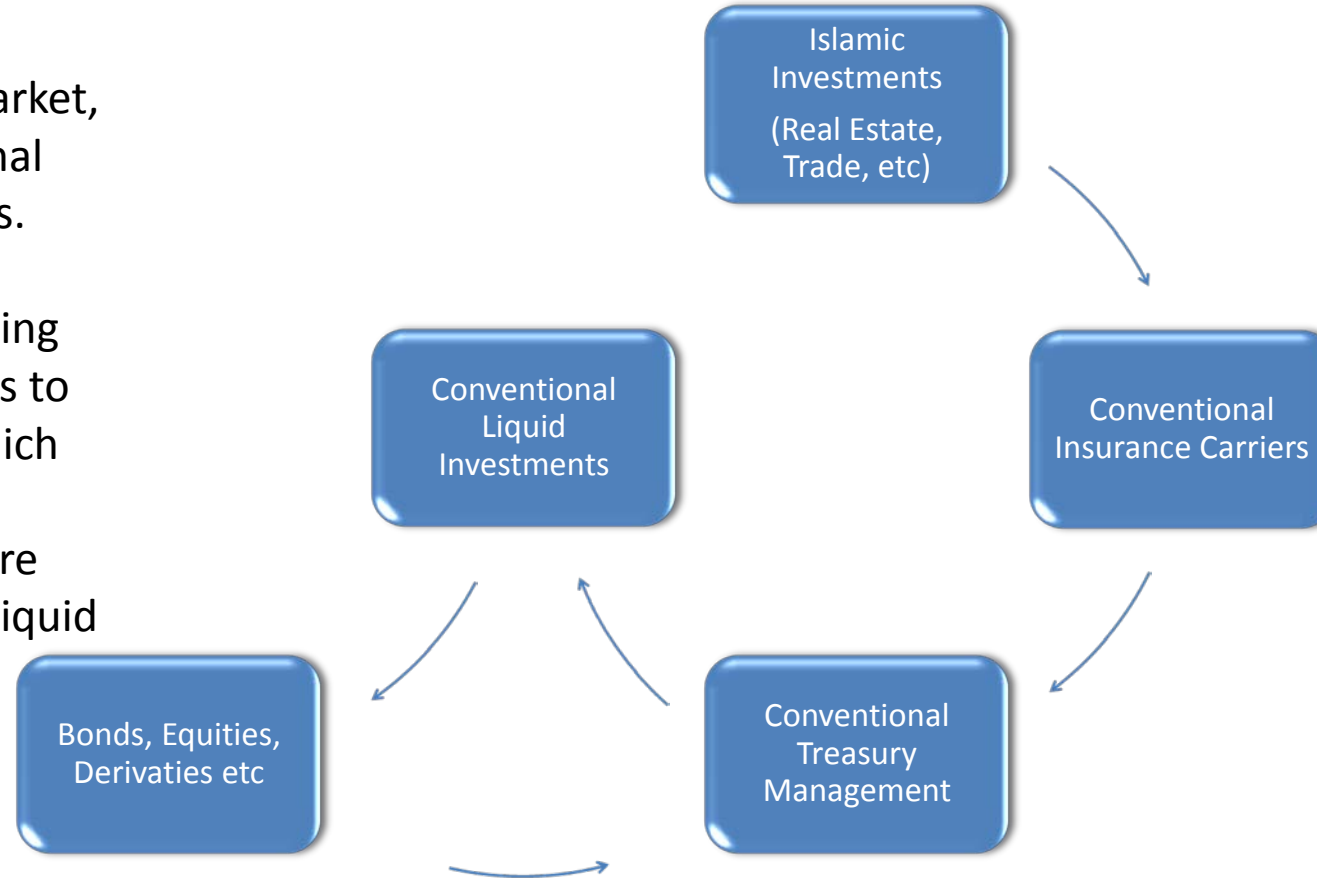 arket,
nal
s.
ing
s to
ich
re
iquid
Islamic
Investments
(Real Estate,
Trade, etc)
Conventional
Liquid
Investments
Conventional
Insurance Carriers
Bonds, Equities,
Derivaties etc
Conventional
Treasury
Management